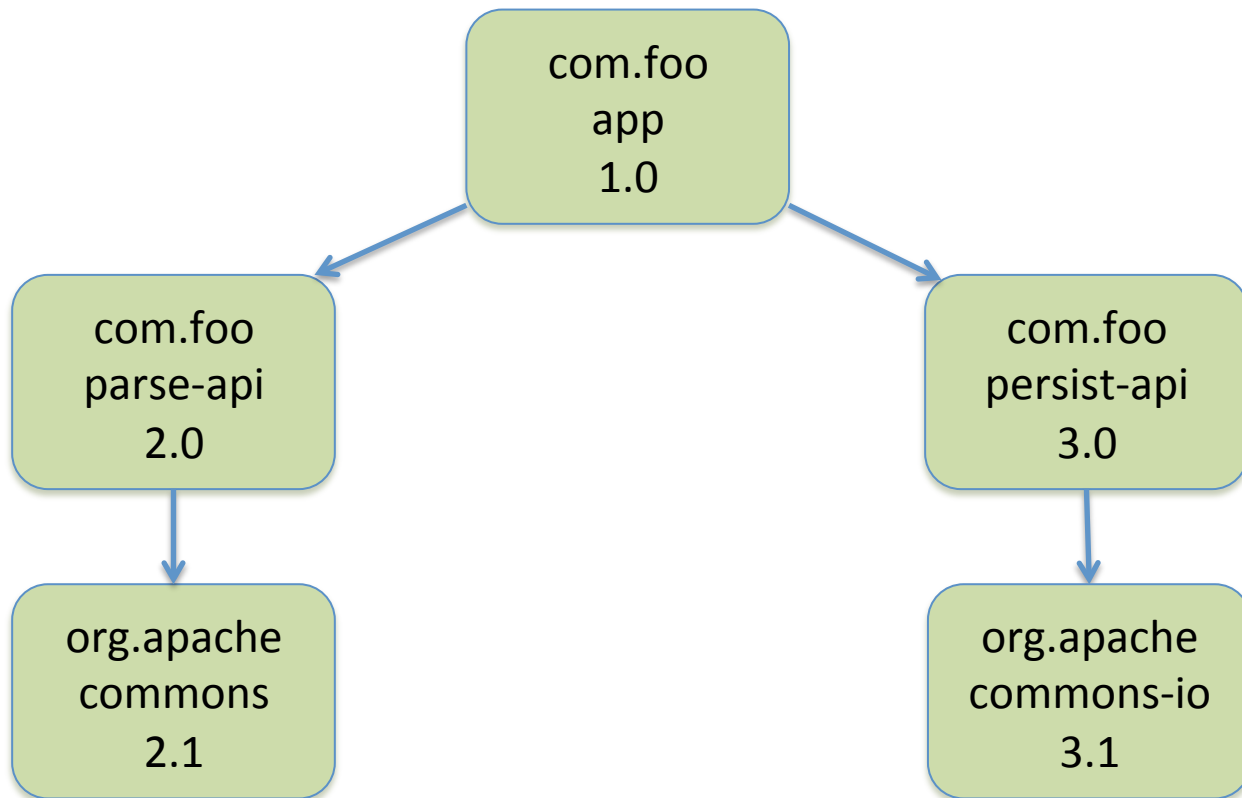 com.foo
app
1.0
com.foo
parse-api
2.0
com.foo
persist-api
3.0
org.apache
commons
2.1
org.apache
commons-io
3.1